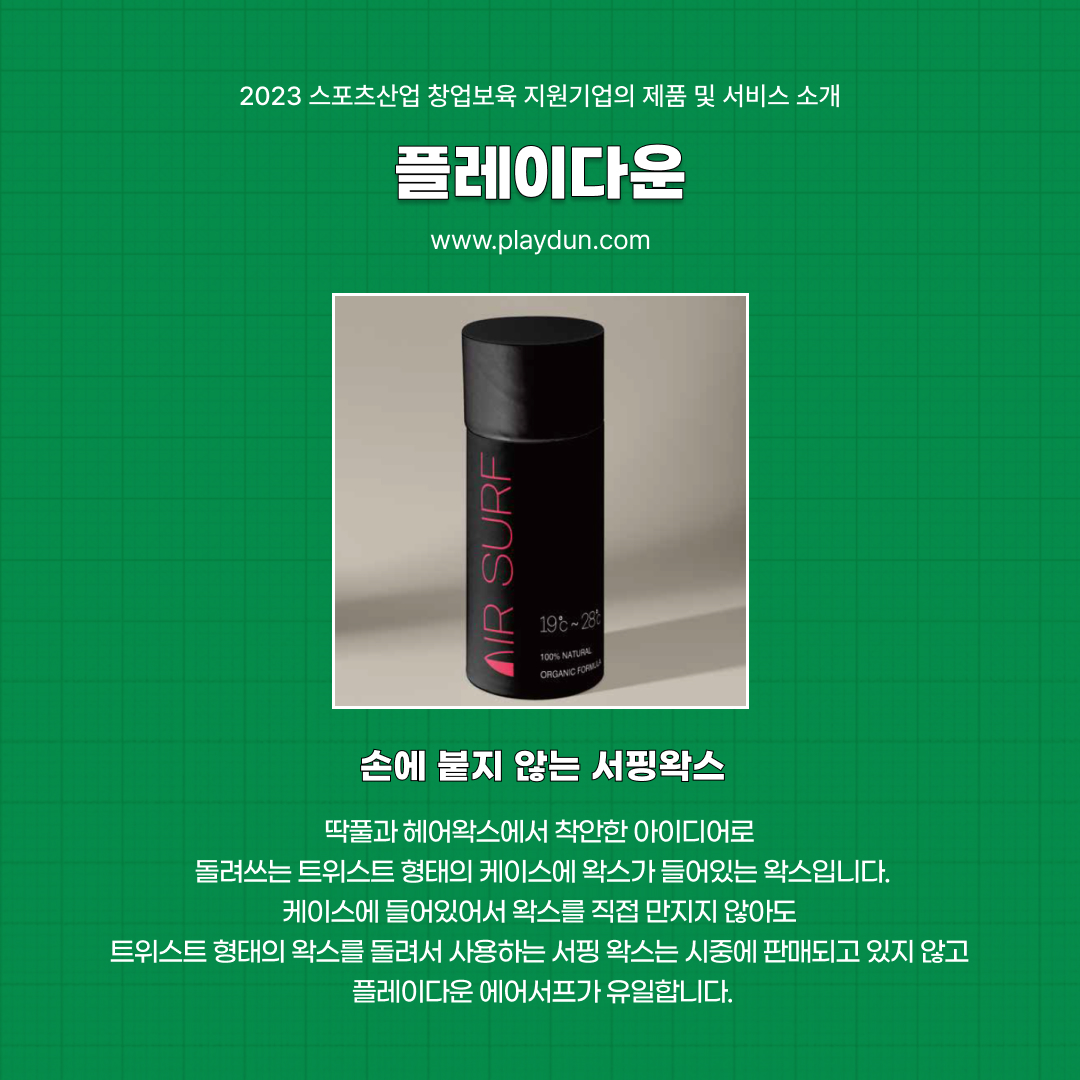 2023 스포츠산업 창업보육 지원기업의 제품 및 서비스 소개
플레이다운
www.playdun.com
AIR SURF
19℃ ~ 28℃
100% NATURAL
ORGANIC FORMULA
손에 붙지 않는 서핑왁스
딱풀과 헤어왁스에서 착안한 아이디어로
돌려쓰는 트위스트 형태의 케이스에 왁스가 들어있는 왁스입니다.
케이스에 들어있어서 왁스를 직접 만지지 않아도
트위스트 형태의 왁스를 돌려서 사용하는 서핑 왁스는 시중에 판매되고 있지 않고
플레이다운 에어서프가 유일합니다.